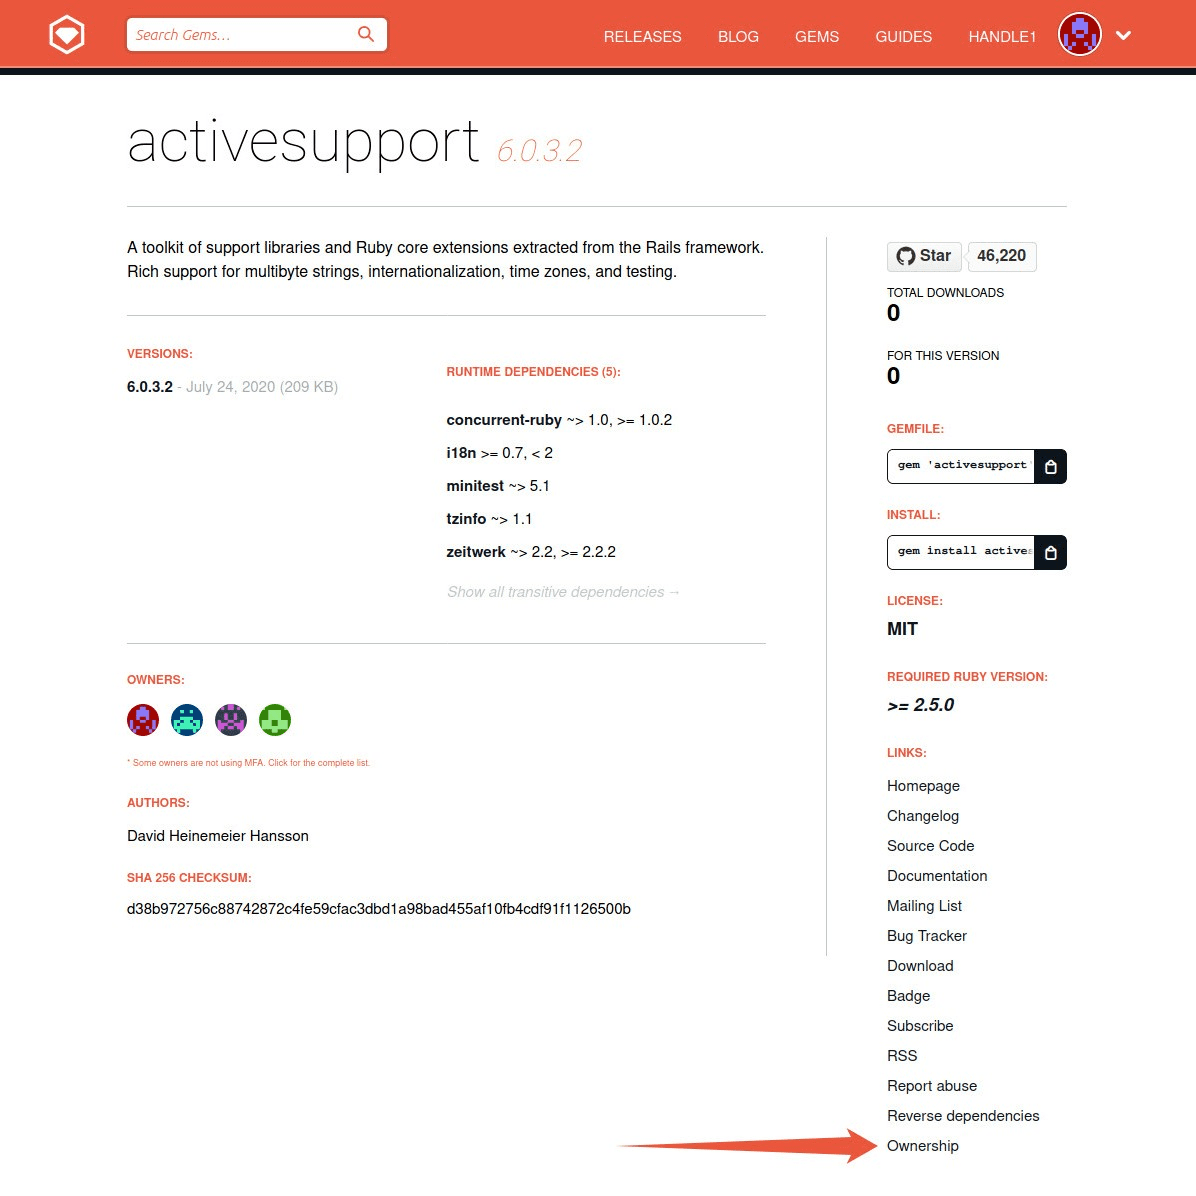 Search Gems...
RELEASES BLOG GEMS GUIDES HANDLE1
activesupport 6.0.3.2
A toolkit of support libraries and Ruby core extensions extracted from the Rails framework.
Rich support for multibyte strings, internationalization, time zones, and testing.
VERSIONS:
6.0.3.2 - July 24, 2020 (209 KB)
RUNTIME DEPENDENCIES (5):
concurrent-ruby ~> 1.0, >= 1.0.2
i18n >= 0.7, < 2
minitest ~> 5.1
tzinfo ~> 1.1
zeitwerk ~> 2.2, >= 2.2.2
Show all transitive dependencies →
OWNERS:
* Some owners are not using MFA. Click for the complete list.
AUTHORS:
David Heinemeier Hansson
SHA 256 CHECKSUM:
d38b972756c88742872c4fe59cfac3dbd1a98bad455af10fb4cdf91f1126500b
Star 46,220
TOTAL DOWNLOADS
0
FOR THIS VERSION
0
GEMFILE:
gem 'activesupport'
INSTALL:
gem install actives
LICENSE:
MIT
REQUIRED RUBY VERSION:
>= 2.5.0
LINKS:
Homepage
Changelog
Source Code
Documentation
Mailing List
Bug Tracker
Download
Badge
Subscribe
RSS
Report abuse
Reverse dependencies
Ownership